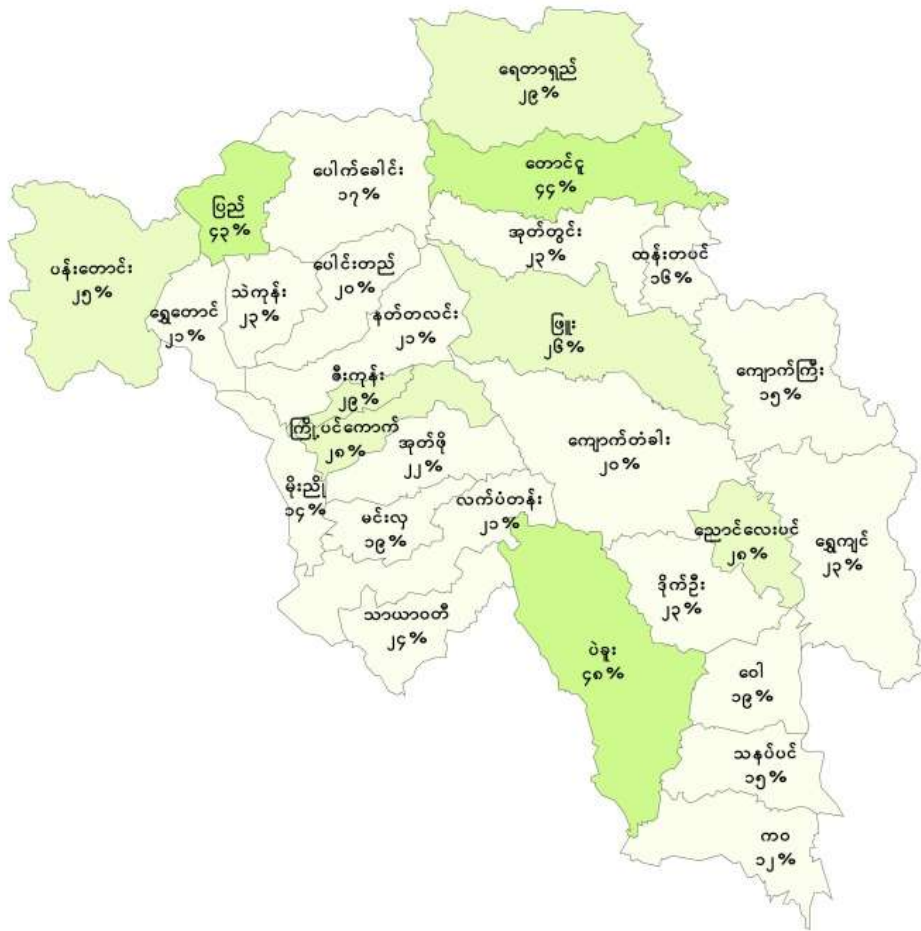 ရေတာရှည်
၂၉%
တောင်ငူ
၄၄%
ပေါက်ခေါင်း
၁၇%
ပြည်
၄၃%
အုတ်တွင်း
၂၃%
ထန်းတပင်
၁၆%
ပန်းတောင်း
၂၅%
ပေါင်းတည်
၂၀%
သဲကုန်း
၂၃%
ရွှေတောင်
၂၁%
နတ်တလင်း
၂၁%
ဖြူး
၂၆%
ကျောက်ကြီး
၁၅%
ဇီးကုန်း
၂၉%
ကြို့ပင်ကောက်
၂၈%
အုတ်ဖို
၂၂%
ကျောက်တံခါး
၂၀%
မိုးညို
၁၄%
လက်ပံတန်း
၂၁%
မင်းလှ
၁၉%
ညောင်လေးပင်
၂၈%
ရွှေကျင်
၂၃%
ဒိုက်ဦး
၂၃%
သာယာဝတီ
၂၄%
ပဲခူး
၄၈%
ဝေါ
၁၉%
သနပ်ပင်
၁၅%
ကဝ
၁၂%